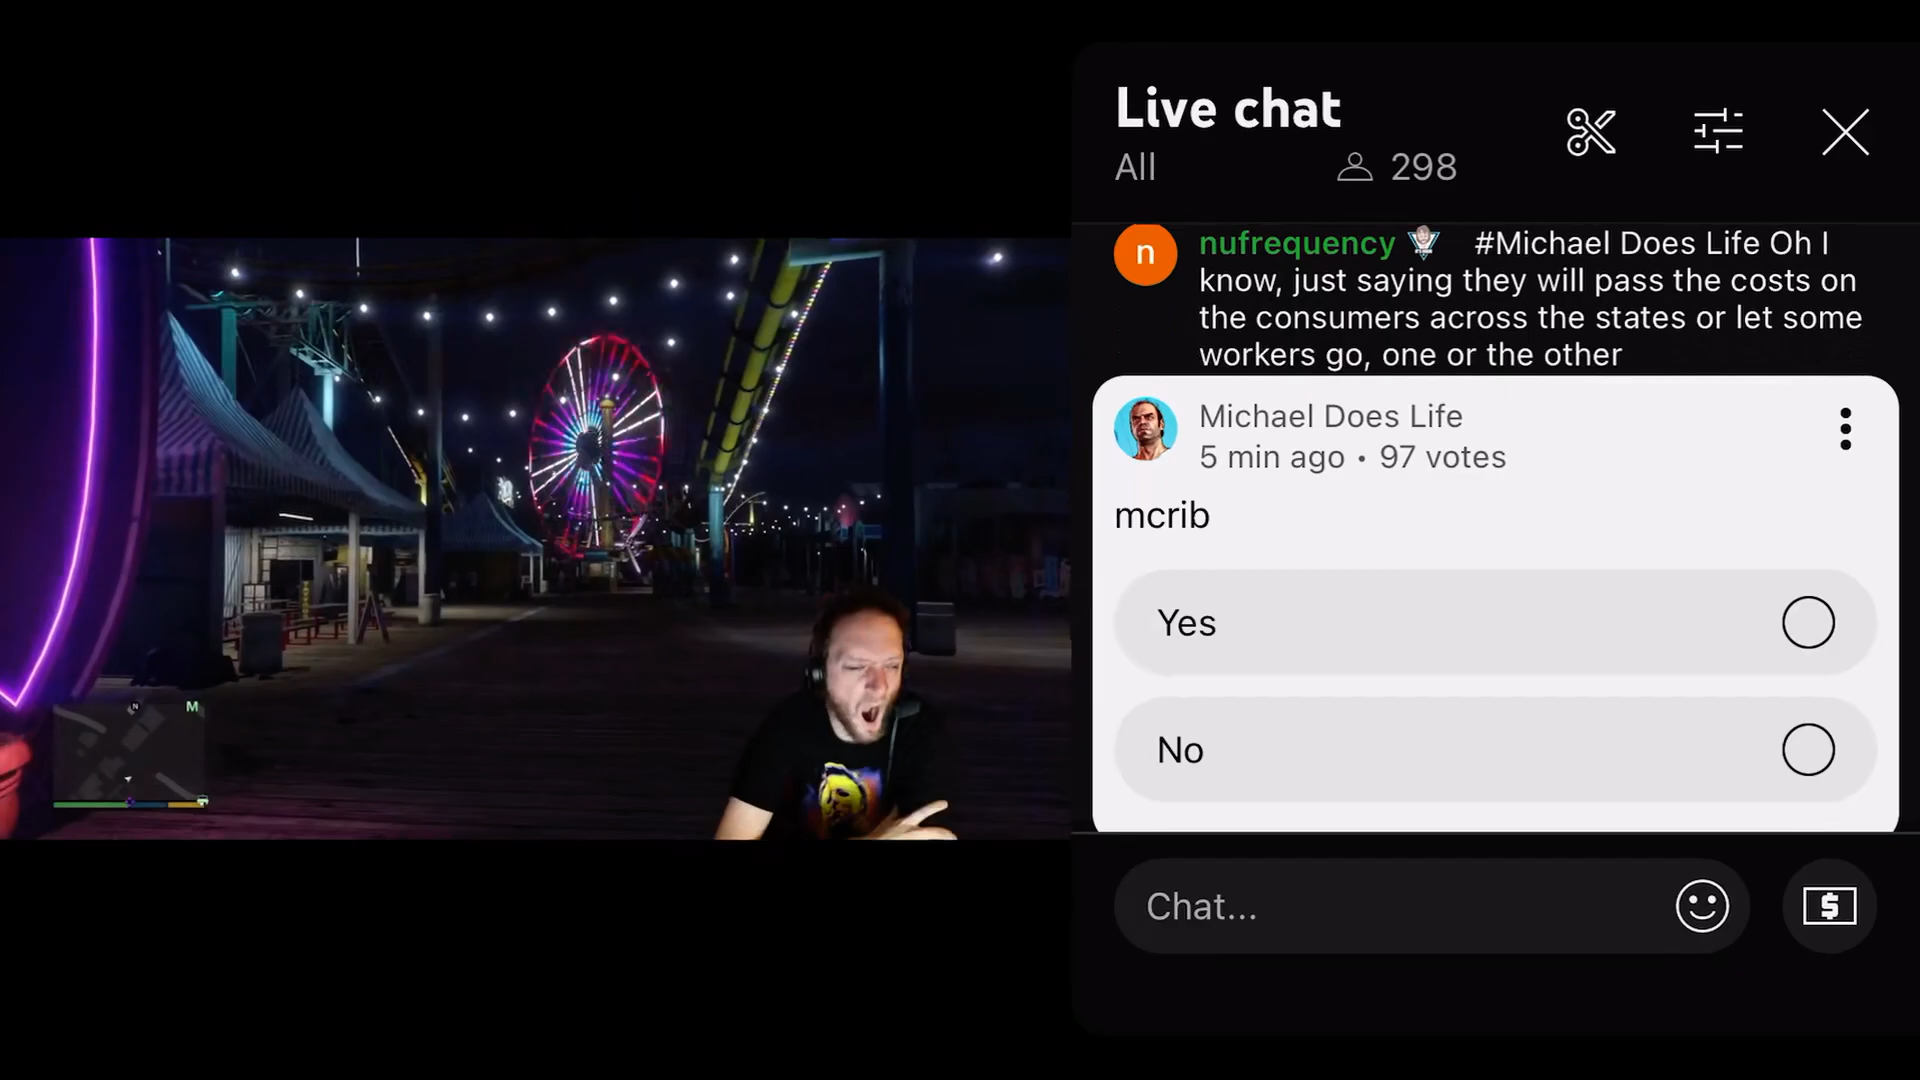 Live chat
All 298
n nufrequency #Michael Does Life Oh I
know, just saying they will pass the costs on
the consumers across the states or let some
workers go, one or the other
Michael Does Life
5 min ago • 97 votes
mcrib
Yes
No
Chat...
$
N
M